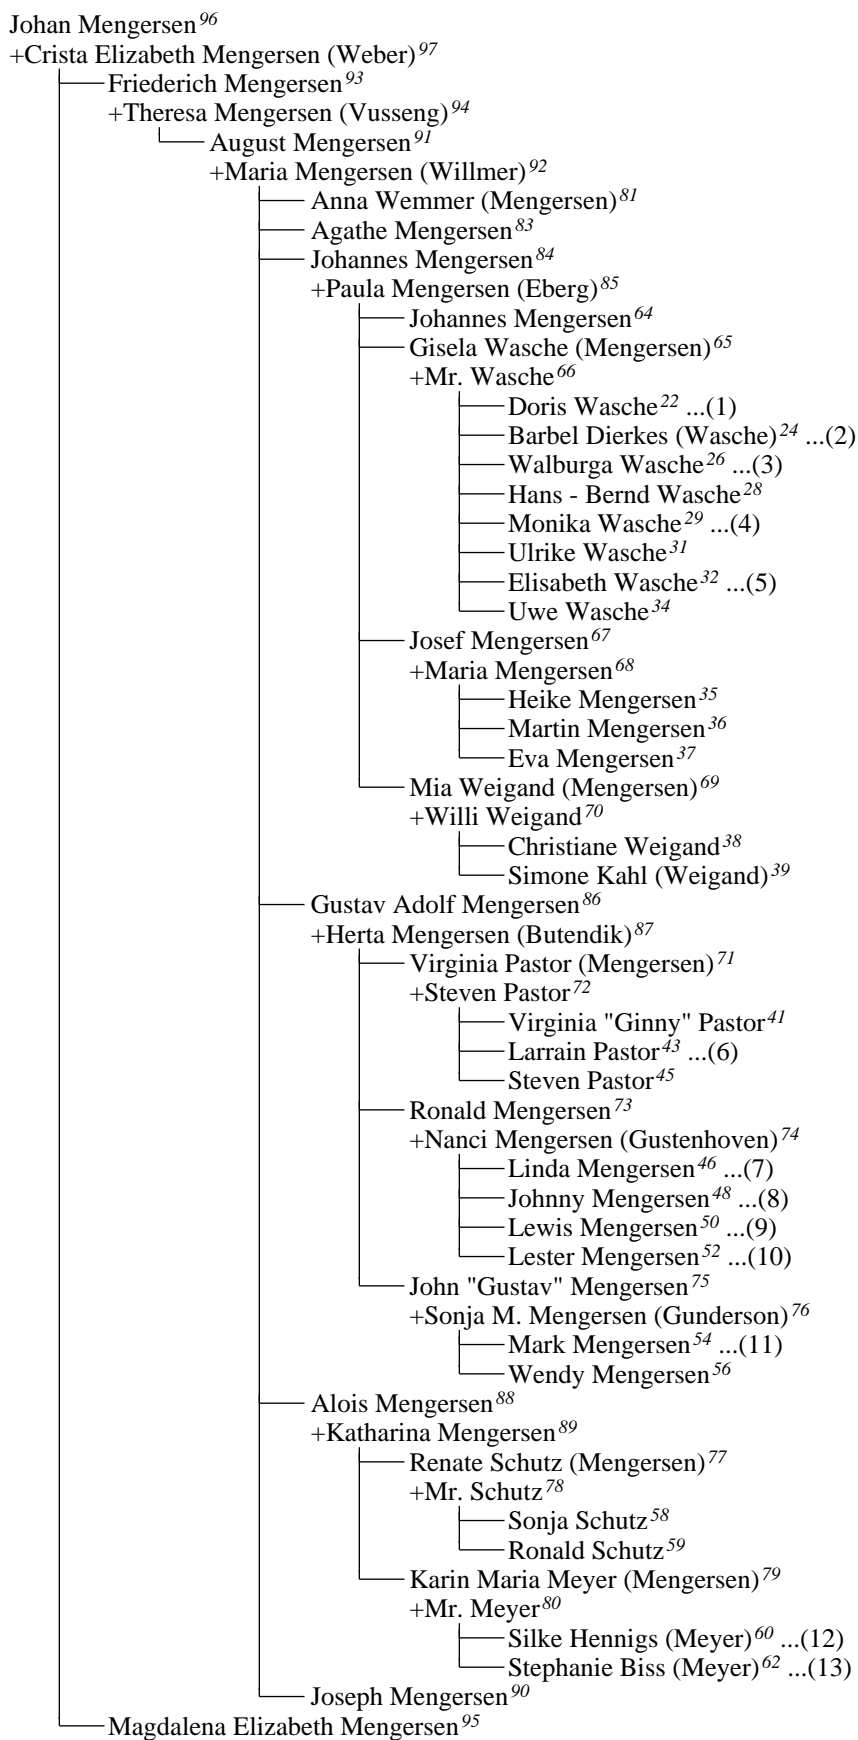 Johan Mengersen96
+Crista Elizabeth Mengersen (Weber)97
Friederich Mengersen93
+Theresa Mengersen (Vusseng)94
August Mengersen91
+Maria Mengersen (Willmer)92
Anna Wemmer (Mengersen)81
Agathe Mengersen83
Johannes Mengersen84
+Paula Mengersen (Eberg)85
Johannes Mengersen64
Gisela Wasche (Mengersen)65
+Mr. Wasche66
Doris Wasche22 ...(1)
Barbel Dierkes (Wasche)24 ...(2)
Walburga Wasche26 ...(3)
Hans - Bernd Wasche28
Monika Wasche29 ...(4)
Ulrike Wasche31
Elisabeth Wasche32 ...(5)
Uwe Wasche34
Josef Mengersen67
+Maria Mengersen68
Heike Mengersen35
Martin Mengersen36
Eva Mengersen37
Mia Weigand (Mengersen)69
+Willi Weigand70
Christiane Weigand38
Simone Kahl (Weigand)39
Gustav Adolf Mengersen86
+Herta Mengersen (Butendik)87
Virginia Pastor (Mengersen)71
+Steven Pastor72
Virginia "Ginny" Pastor41
Larrain Pastor43 ...(6)
Steven Pastor45
Ronald Mengersen73
+Nanci Mengersen (Gustenhoven)74
Linda Mengersen46 ...(7)
Johnny Mengersen48 ...(8)
Lewis Mengersen50 ...(9)
Lester Mengersen52 ...(10)
John "Gustav" Mengersen75
+Sonja M. Mengersen (Gunderson)76
Mark Mengersen54 ...(11)
Wendy Mengersen56
Alois Mengersen88
+Katharina Mengersen89
Renate Schutz (Mengersen)77
+Mr. Schutz78
Sonja Schutz58
Ronald Schutz59
Karin Maria Meyer (Mengersen)79
+Mr. Meyer80
Silke Hennigs (Meyer)60 ...(12)
Stephanie Biss (Meyer)62 ...(13)
Joseph Mengersen90
Magdalena Elizabeth Mengersen95